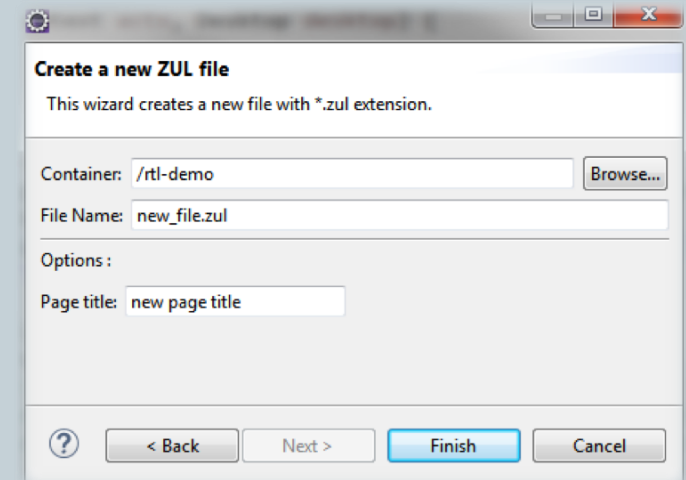 Create a new ZUL file
This wizard creates a new file with *.zul extension.
Container: /rtl-demo Browse...
File Name: new_file.zul
Options :
Page title: new page title
? < Back Next > Finish Cancel